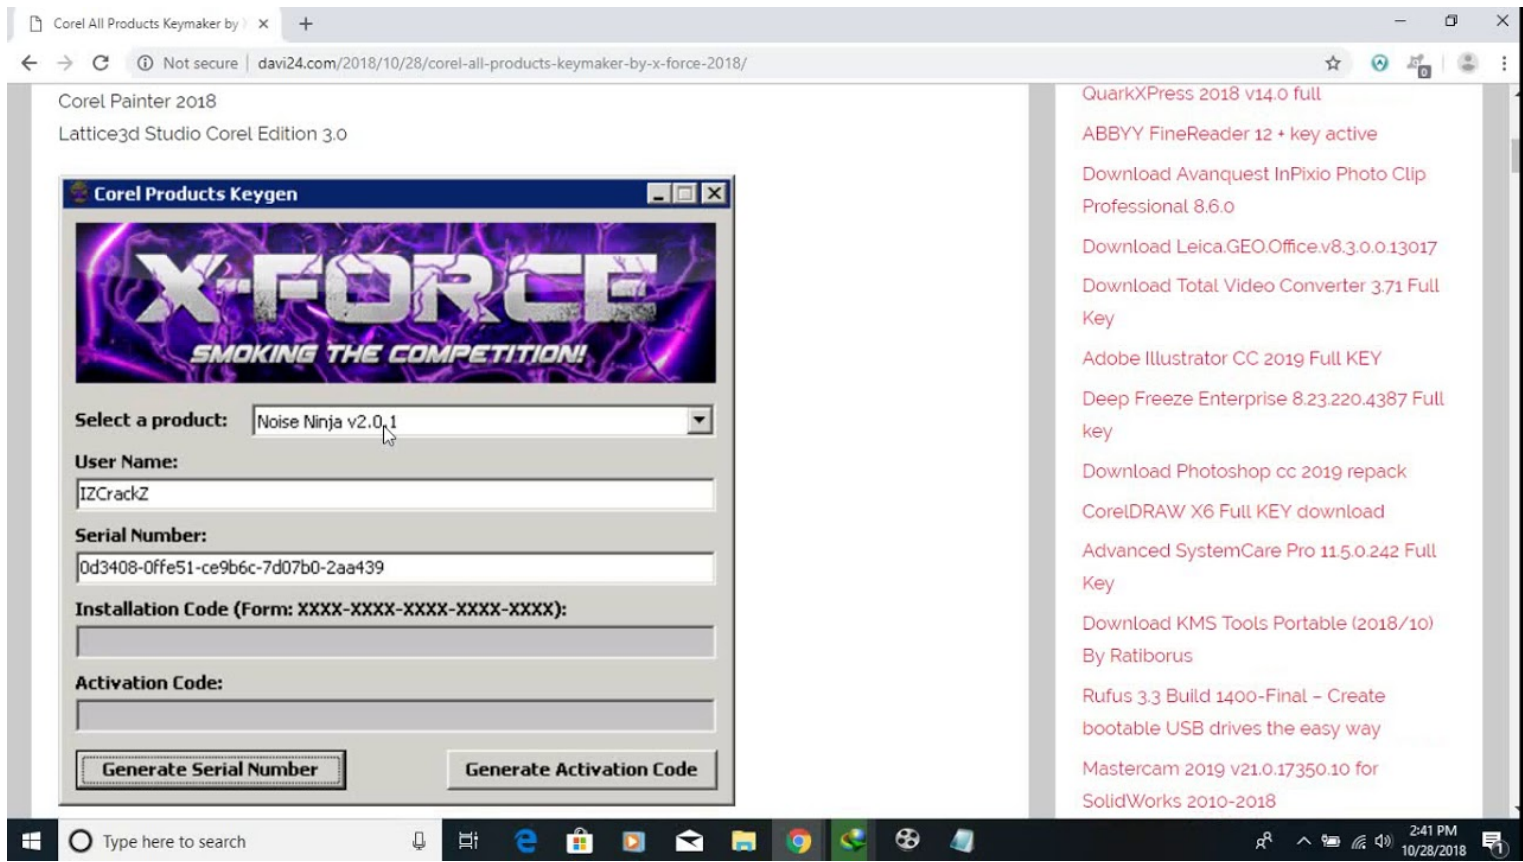 Corel All Products Keymaker by
Not secure | davi24.com/2018/10/28/corel-all-products-keymaker-by-x-force-2018/
0
Corel Painter 2018
Lattice3d Studio Corel Edition 3.0
Corel Products Keygen
X-FORCE
SMOKING THE COMPETITION!
Select a product:
Noise Ninja v2.0.1
User Name:
IZCrackZ
Serial Number:
0d3408-0ffe51-ce9b6c-7d07b0-2aa439
Installation Code (Form: XXXX-XXXX-XXXX-XXXX-XXXX):
Activation Code:
Generate Serial Number
Generate Activation Code
QuarkXPress 2018 v14.0 full
ABBYY FineReader 12 + key active
Download Avanquest InPixio Photo Clip
Professional 8.6.0
Download Leica.GEO.Office.v8.3.0.0.13017
Download Total Video Converter 3.71 Full
Key
Adobe Illustrator CC 2019 Full KEY
Deep Freeze Enterprise 8.23.220.4387 Full
key
Download Photoshop cc 2019 repack
CorelDRAW X6 Full KEY download
Advanced SystemCare Pro 11.5.0.242 Full
Key
Download KMS Tools Portable (2018/10)
By Ratiborus
Rufus 3.3 Build 1400-Final – Create
bootable USB drives the easy way
Mastercam 2019 v21.0.17350.10 for
SolidWorks 2010-2018
Type here to search
2:41 PM
10/28/2018
1